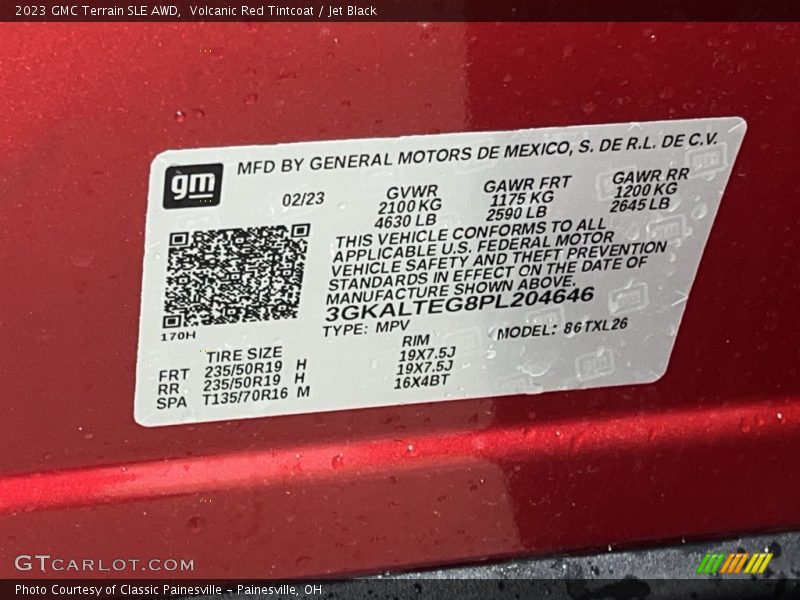 2023 GMC Terrain SLE AWD,  Volcanic Red Tintcoat / Jet Black
gm
MFD BY GENERAL MOTORS DE MEXICO, S. DE R.L. DE C.V.
02/23
GVWR
2100 KG
4630 LB
GAWR FRT
1175 KG
2590 LB
GAWR RR
1200 KG
2645 LB
THIS VEHICLE CONFORMS TO ALL
APPLICABLE U.S. FEDERAL MOTOR
VEHICLE SAFETY AND THEFT PREVENTION
STANDARDS IN EFFECT ON THE DATE OF
MANUFACTURE SHOWN ABOVE.
3GKALTEG8PL204646
TYPE: MPV
MODEL: 86TXL26
170H
TIRE SIZE
RIM
FRT 235/50R19 H 19X7.5J
RR 235/50R19 H 19X7.5J
SPA T135/70R16 M 16X4BT
GTCARLOT.COM
Photo Courtesy of Classic Painesville - Painesville, OH